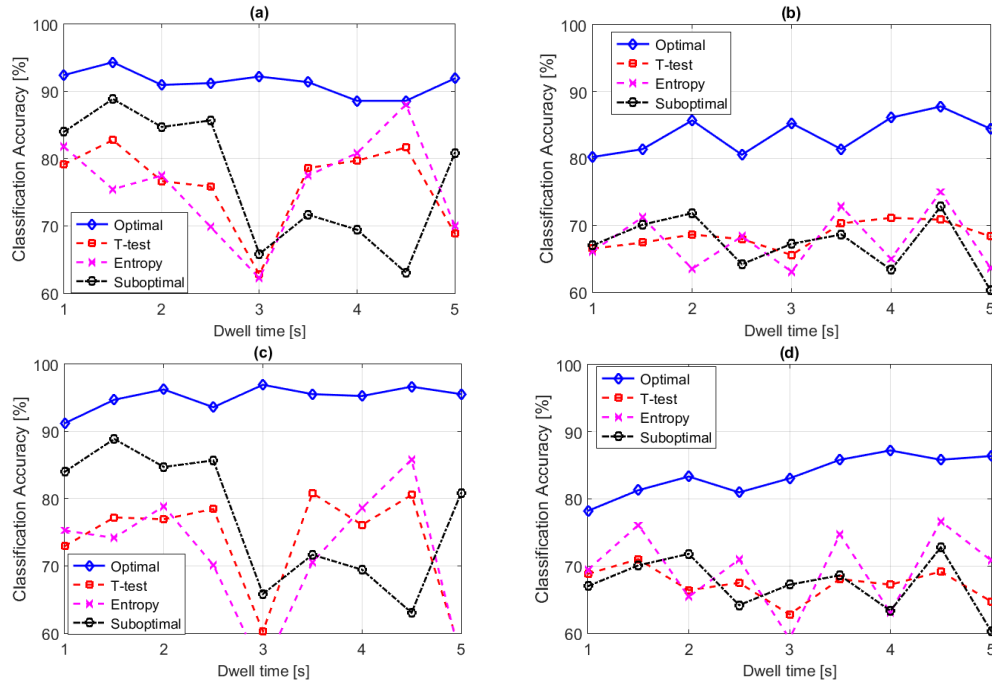 (a)
Classification Accuracy [%]
100
90
80
70
60
Optimal
T-test
Entropy
Suboptimal
1 2 3 4 5
Dwell time [s]
(b)
Classification Accuracy [%]
100
90
80
70
60
Optimal
T-test
Entropy
Suboptimal
1 2 3 4 5
Dwell time [s]
(c)
Classification Accuracy [%]
100
90
80
70
60
Optimal
T-test
Entropy
Suboptimal
1 2 3 4 5
Dwell time [s]
(d)
Classification Accuracy [%]
100
90
80
70
60
Optimal
T-test
Entropy
Suboptimal
1 2 3 4 5
Dwell time [s]